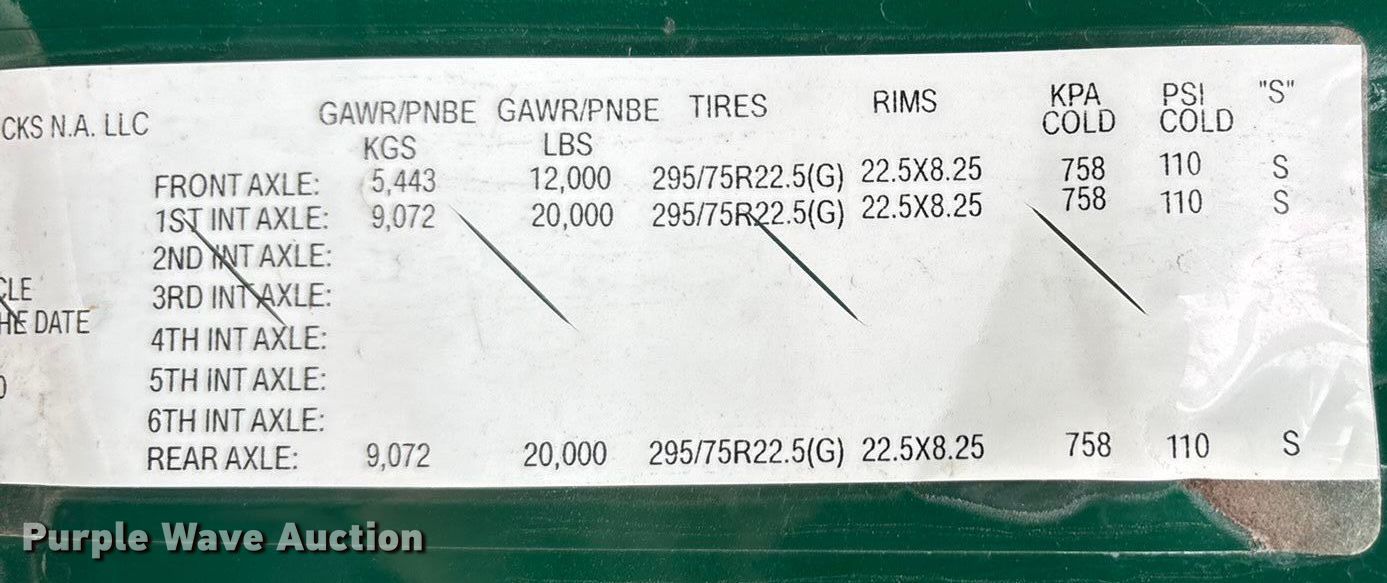 CKS N.A. LLC
GAWR/PNBE GAWR/PNBE TIRES RIMS KPA PSI "S"
KGS LBS COLD COLD
FRONT AXLE: 5,443 12,000 295/75R22.5(G) 22.5X8.25 758 110 S
1ST INT AXLE: 9,072 20,000 295/75R22.5(G) 22.5X8.25 758 110 S
2ND INT AXLE:
CLE 3RD INT AXLE:
HE DATE 4TH INT AXLE:
5TH INT AXLE:
6TH INT AXLE:
REAR AXLE: 9,072 20,000 295/75R22.5(G) 22.5X8.25 758 110 S
Purple Wave Auction